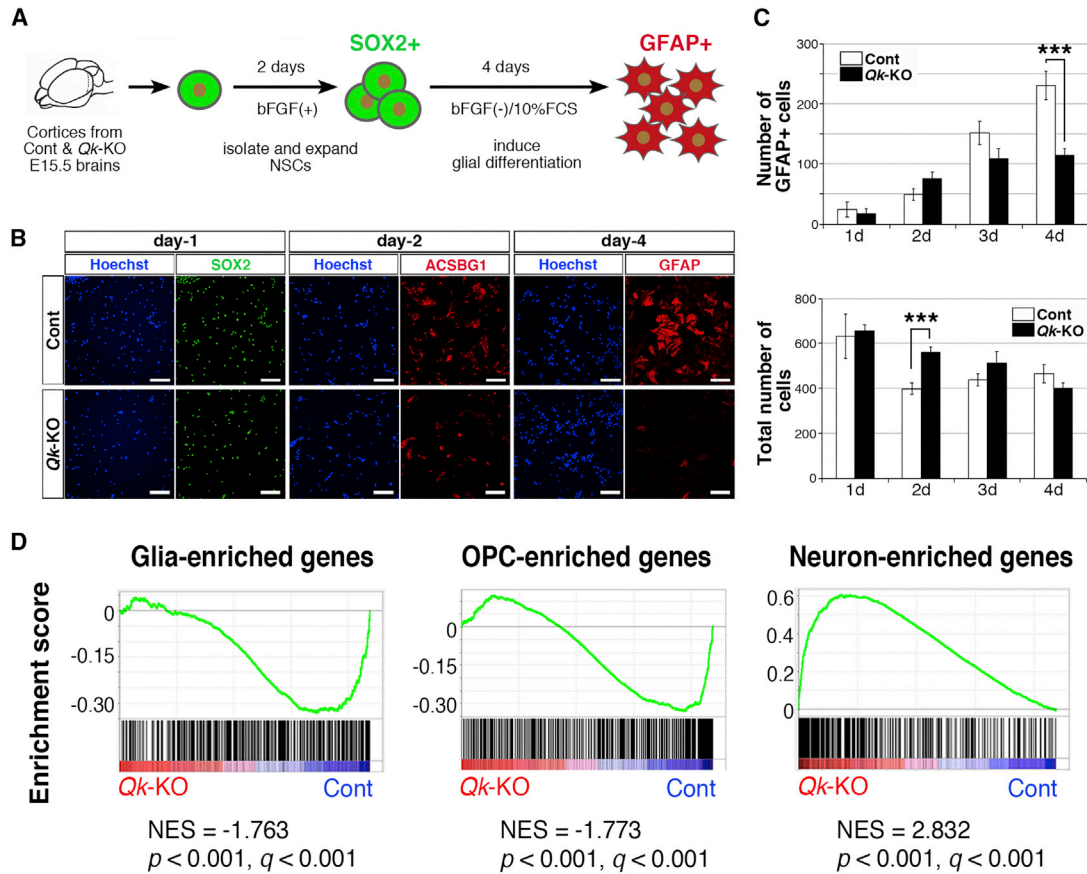 A
SOX2+
GFAP+
2 days
4 days
bFGF(+)
bFGF(-)/10%FCS
Cortices from
Cont & Qk-KO
E15.5 brains
isolate and expand
NSCs
induce
glial differentiation
B
day-1
day-2
day-4
Hoechst
SOX2
Hoechst
ACSBG1
Hoechst
GFAP
Cont
Qk-KO
C
Number of
GFAP+ cells
300
200
100
0
Cont
Qk-KO
***
1d
2d
3d
4d
Total number of
cells
800
600
400
200
0
Cont
Qk-KO
***
1d
2d
3d
4d
D
Enrichment score
Glia-enriched genes
0
-0.15
-0.30
Qk-KO
Cont
NES = -1.763
p < 0.001, q < 0.001
OPC-enriched genes
0
-0.15
-0.30
Qk-KO
Cont
NES = -1.773
p < 0.001, q < 0.001
Neuron-enriched genes
0.6
0.4
0.2
0
Qk-KO
Cont
NES = 2.832
p < 0.001, q < 0.001